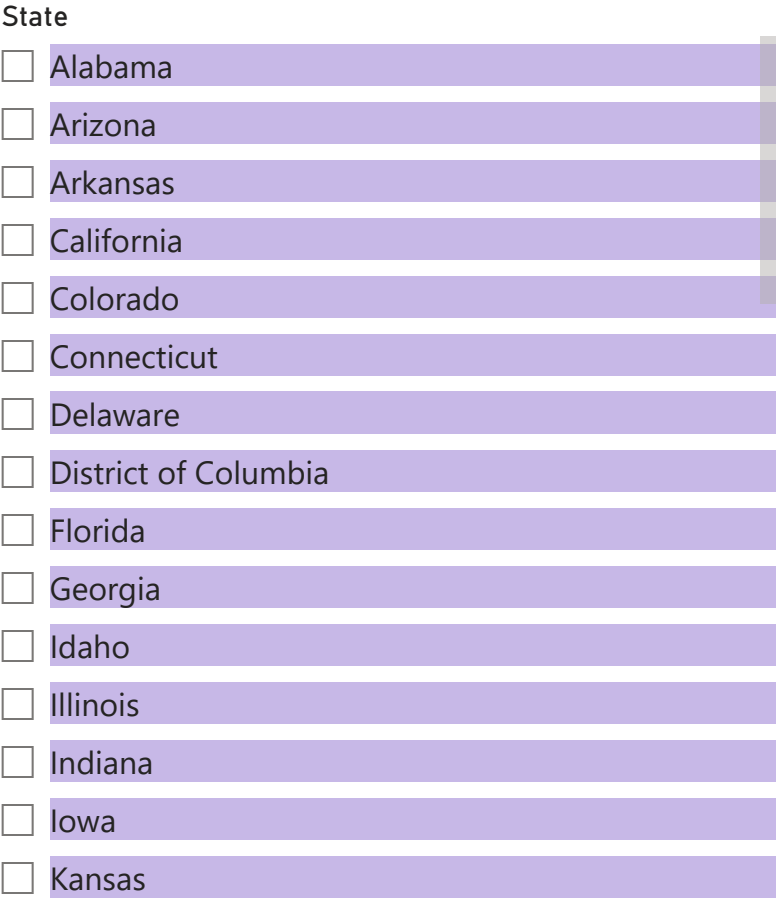 State
Alabama
Arizona
Arkansas
California
Colorado
Connecticut
Delaware
District of Columbia
Florida
Georgia
Idaho
Illinois
Indiana
Iowa
Kansas